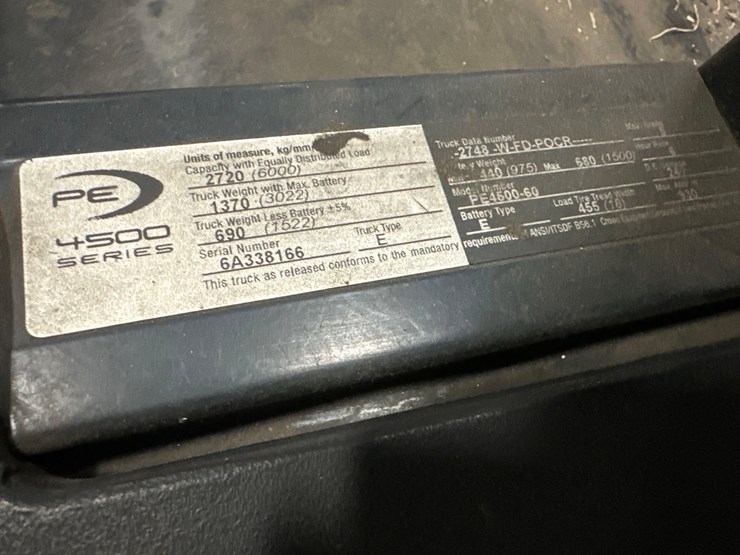 PE
4500
SERIES
Units of measure, kg/mm
Capacity with Equally Distributed Load
2720 (6000)
Truck Weight with Max. Battery
1370 (3022)
Truck Weight Less Battery ±5%
690 (1522)
Serial Number
6A338166
Truck Type
E
This truck as released conforms to the mandatory
Truck Data Number
-2748 -W-FD-POCR-----
Weight
440 (975) Max 680 (1500)
Number
PE4500-60
Battery Type
E
Load Tire Tread Width
455 (18)
ANSI/ITSDF B56.1 Crown